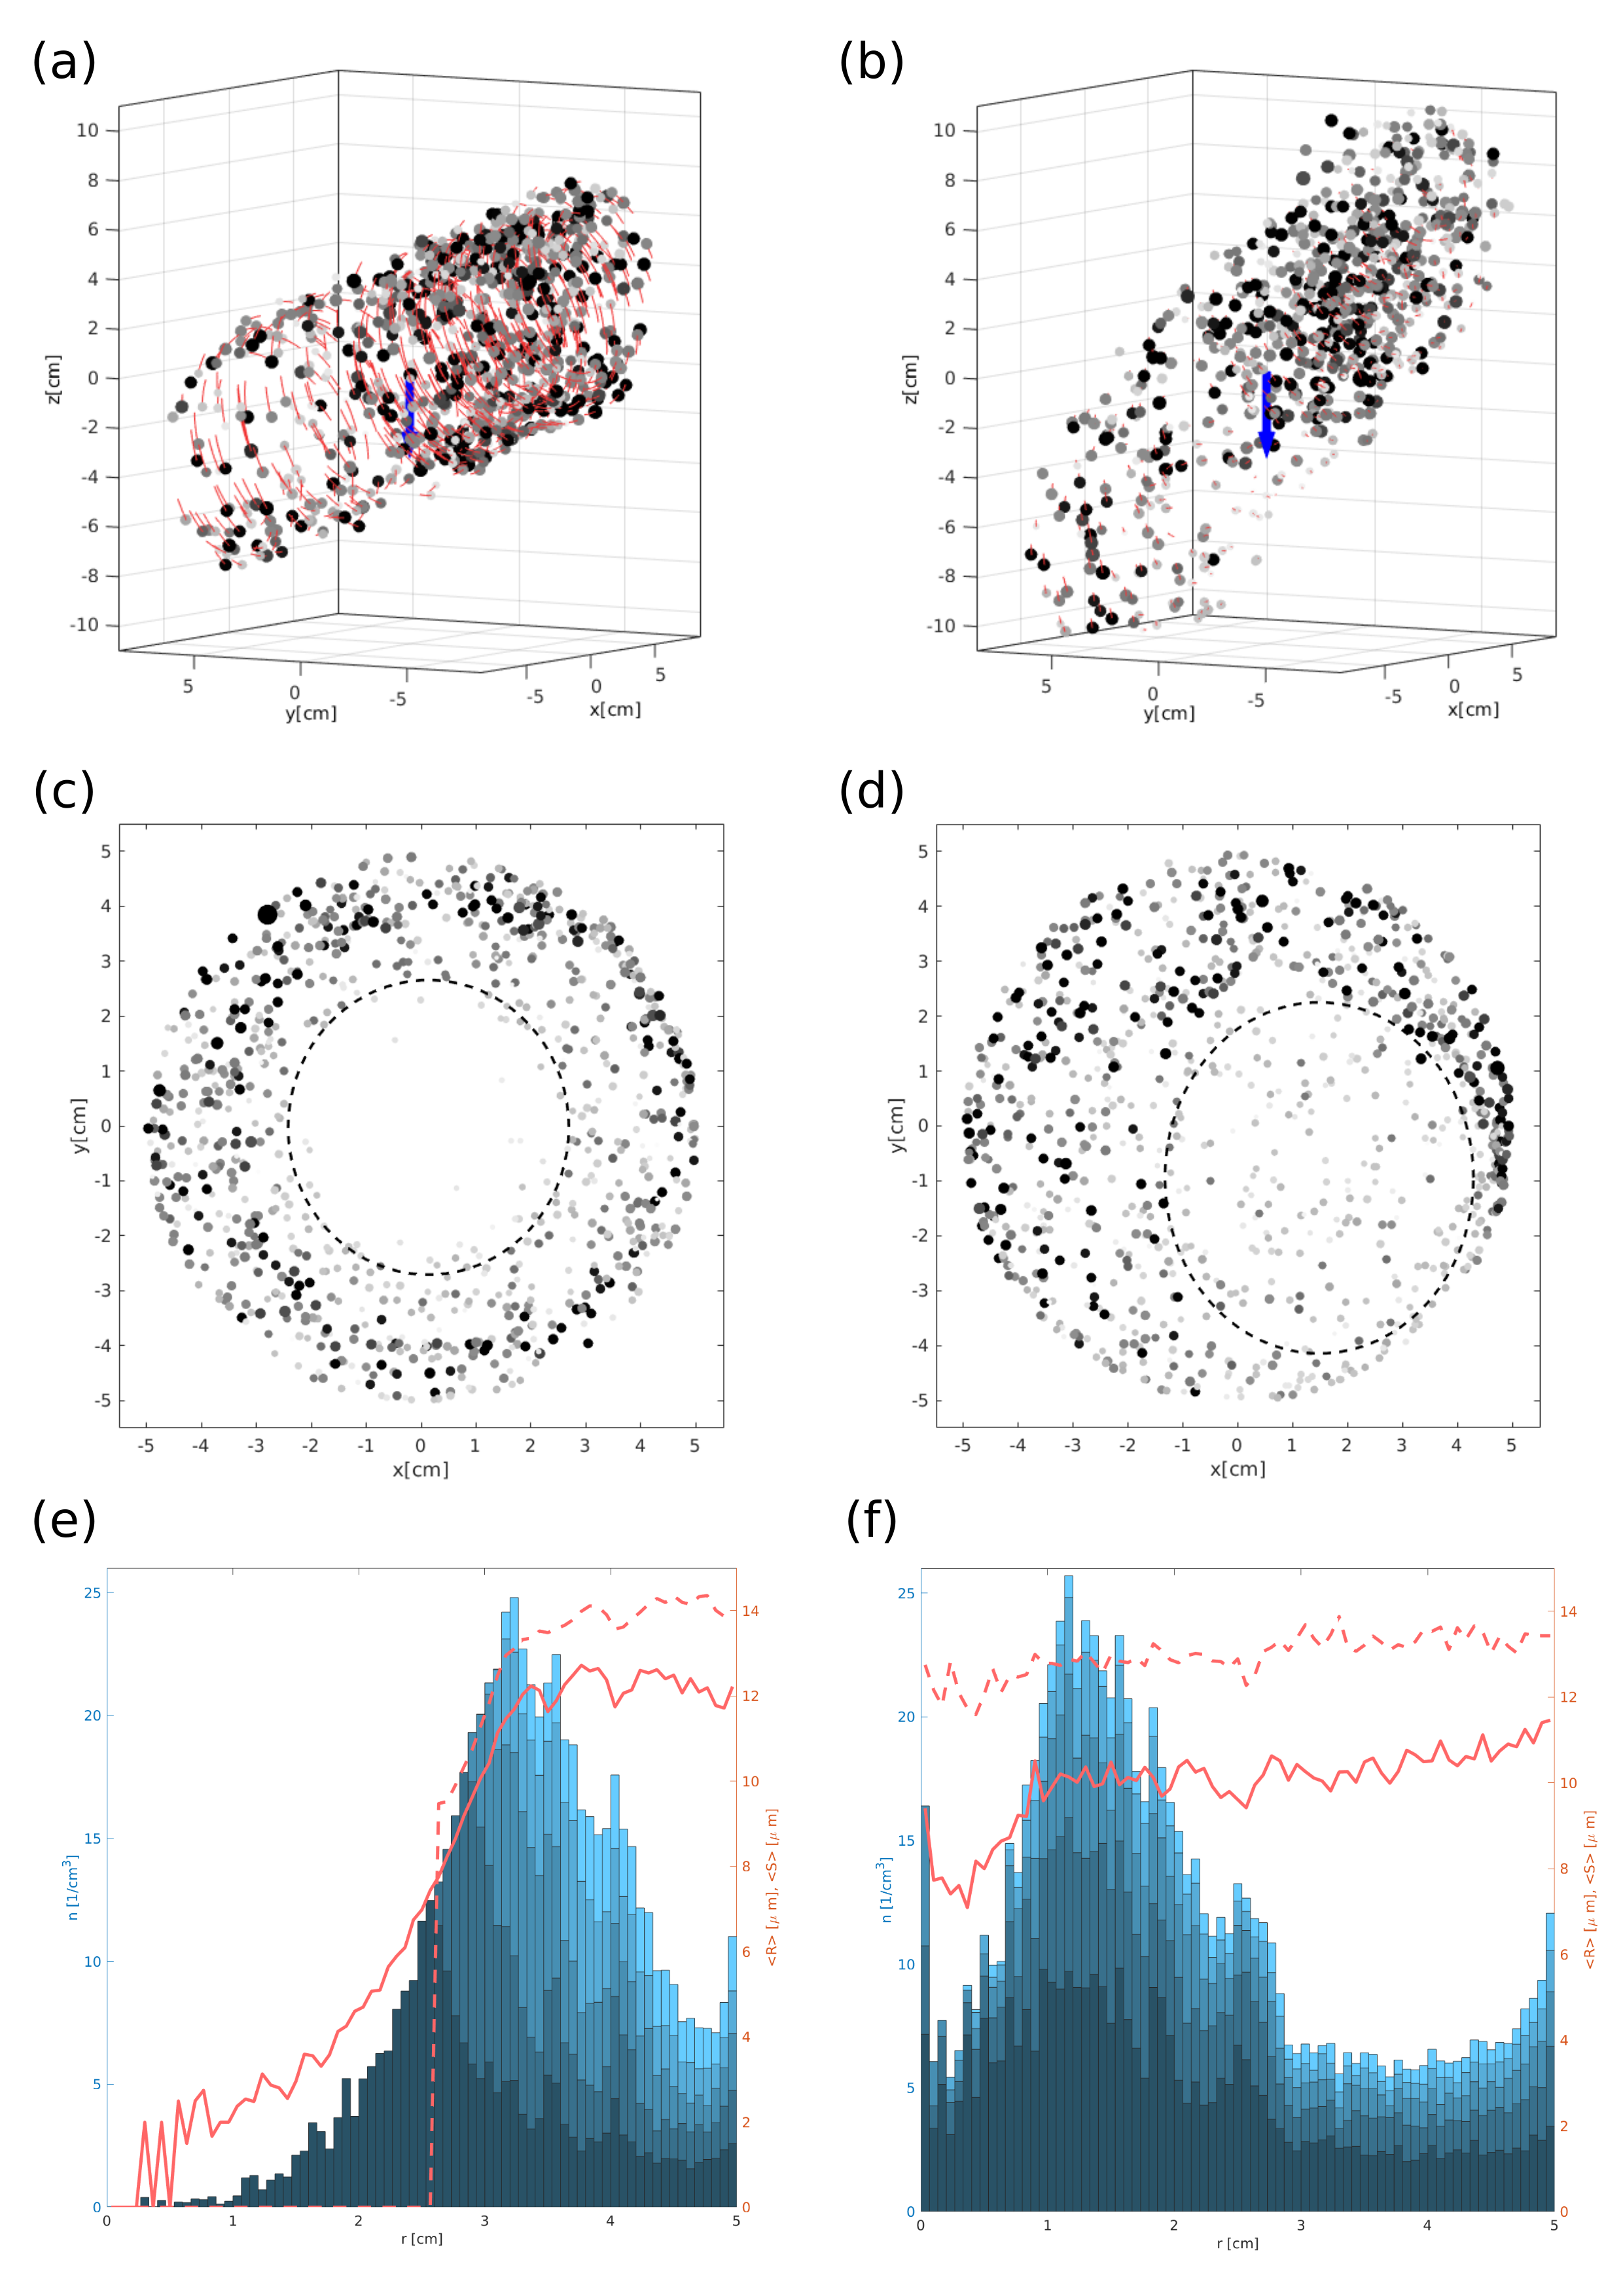 (a) (b)
10
8
6
4
2
0
-2
-4
-6
-8
-10
z[cm]
5 0 -5
y[cm]
-5 0 5
x[cm]
10
8
6
4
2
0
-2
-4
-6
-8
-10
z[cm]
5 0 -5
y[cm]
-5 0 5
x[cm]
(c) (d)
5
4
3
2
1
0
-1
-2
-3
-4
-5
y[cm]
-5 -4 -3 -2 -1 0 1 2 3 4 5
x[cm]
5
4
3
2
1
0
-1
-2
-3
-4
-5
y[cm]
-5 -4 -3 -2 -1 0 1 2 3 4 5
x[cm]
(e) (f)
25
20
15
10
5
0
n [1/cm³]
0 1 2 3 4 5
r [cm]
14
12
10
8
6
4
2
0
<R> [μ m], <S> [μ m]
25
20
15
10
5
0
n [1/cm³]
0 1 2 3 4 5
r [cm]
14
12
10
8
6
4
2
0
<R> [μ m], <S> [μ m]